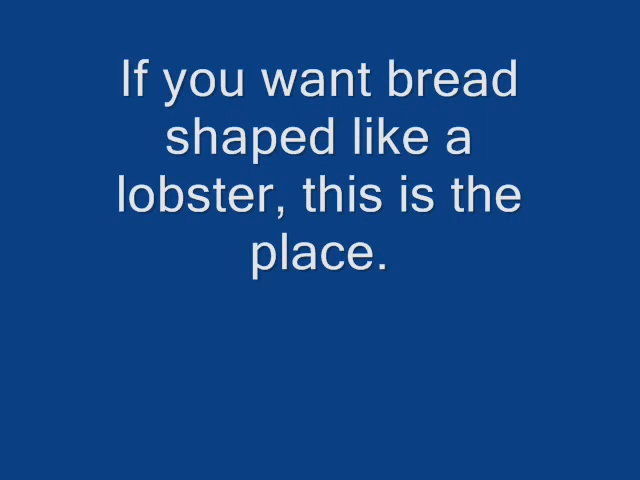 If you want bread
shaped like a
lobster, this is the
place.